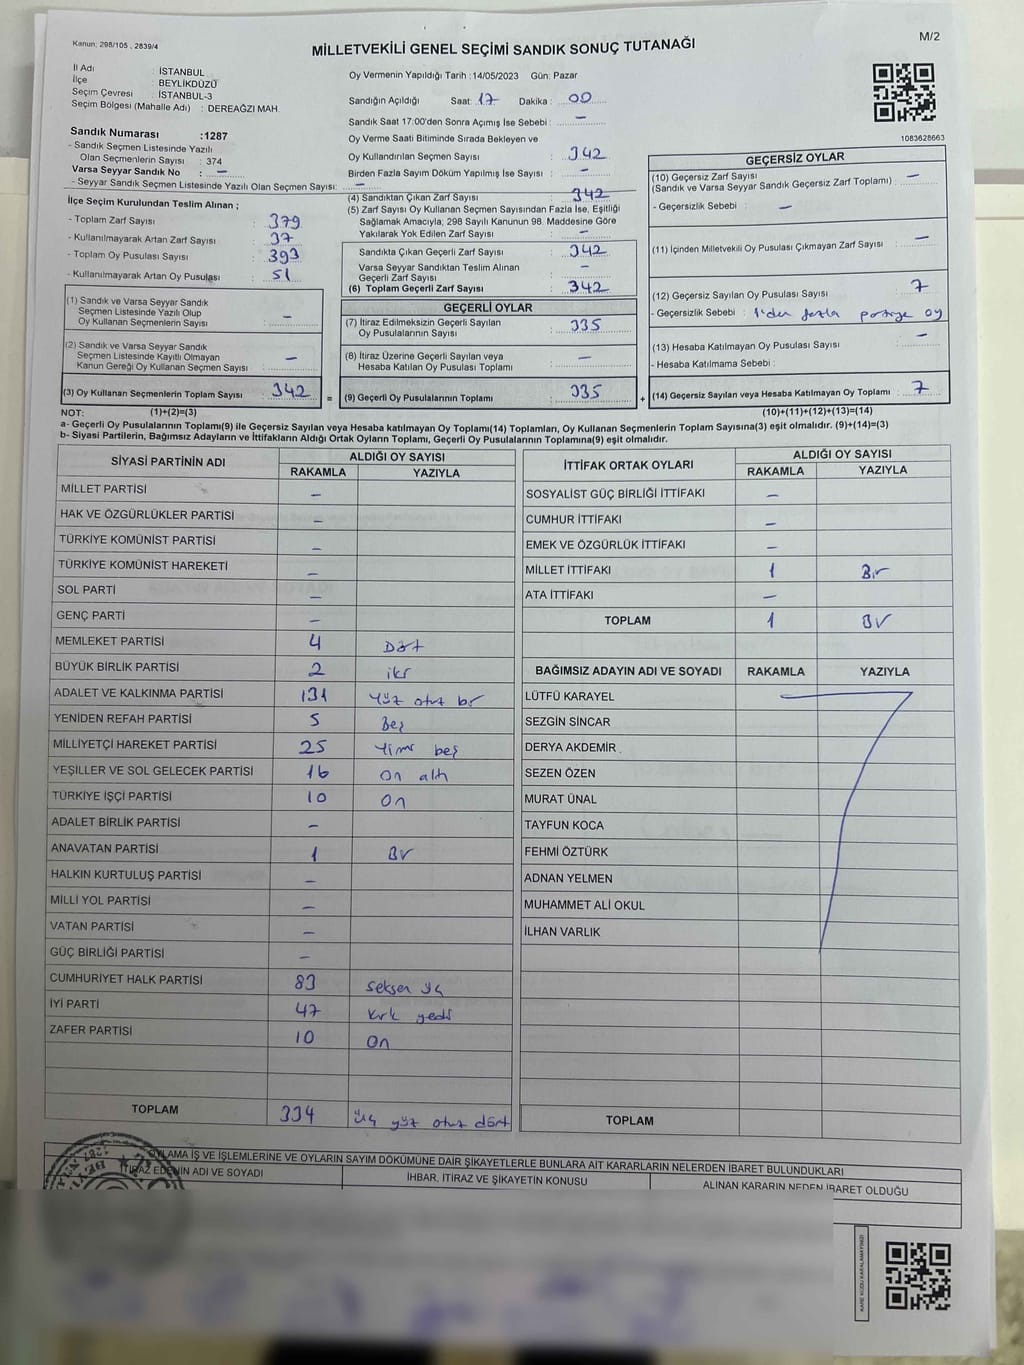 Kanun: 298/105 , 2839/4
M/2
MİLLETVEKİLİ GENEL SEÇİMİ SANDIK SONUÇ TUTANAĞI
İl Adı : İSTANBUL
İlçe : BEYLİKDÜZÜ
Seçim Çevresi : İSTANBUL-3
Seçim Bölgesi (Mahalle Adı) : DEREAĞZI MAH.
Sandık Numarası :1287
- Sandık Seçmen Listesinde Yazılı
Olan Seçmenlerin Sayısı : 374
Varsa Seyyar Sandık No : —
- Seyyar Sandık Seçmen Listesinde Yazılı Olan Seçmen Sayısı: —
Oy Vermenin Yapıldığı Tarih :14/05/2023 Gün: Pazar
Sandığın Açıldığı Saat: 17 Dakika : 00
Sandık Saat 17:00'den Sonra Açımış İse Sebebi : —
Oy Verme Saati Bitiminde Sırada Bekleyen ve
Oy Kullandırılan Seçmen Sayısı : 342
Birden Fazla Sayım Döküm Yapılmış İse Sayısı : —
1083628663
İlçe Seçim Kurulundan Teslim Alınan ;
- Toplam Zarf Sayısı : 379
- Kullanılmayarak Artan Zarf Sayısı : 37
- Toplam Oy Pusulası Sayısı : 393
- Kullanılmayarak Artan Oy Pusulası : 51
(1) Sandık ve Varsa Seyyar Sandık
Seçmen Listesinde Yazılı Olup
Oy Kullanan Seçmenlerin Sayısı : —
(2) Sandık ve Varsa Seyyar Sandık
Seçmen Listesinde Kayıtlı Olmayan
Kanun Gereği Oy Kullanan Seçmen Sayısı : —
(3) Oy Kullanan Seçmenlerin Toplam Sayısı : 342
(4) Sandıktan Çıkan Zarf Sayısı : 342
(5) Zarf Sayısı Oy Kullanan Seçmen Sayısından Fazla İse, Eşitliği
Sağlamak Amacıyla; 298 Sayılı Kanunun 98. Maddesine Göre
Yakılarak Yok Edilen Zarf Sayısı : —
Sandıkta Çıkan Geçerli Zarf Sayısı : 342
Varsa Seyyar Sandıktan Teslim Alınan
Geçerli Zarf Sayısı : —
(6) Toplam Geçerli Zarf Sayısı : 342
GEÇERLİ OYLAR
(7) İtiraz Edilmeksizin Geçerli Sayılan
Oy Pusulalarının Sayısı : 335
(8) İtiraz Üzerine Geçerli Sayılan veya
Hesaba Katılan Oy Pusulası Toplamı : —
= (9) Geçerli Oy Pusulalarının Toplamı : 335
GEÇERSİZ OYLAR
(10) Geçersiz Zarf Sayısı : —
(Sandık ve Varsa Seyyar Sandık Geçersiz Zarf Toplamı)
- Geçersizlik Sebebi : —
(11) İçinden Milletvekili Oy Pusulası Çıkmayan Zarf Sayısı : —
(12) Geçersiz Sayılan Oy Pusulası Sayısı : 7
- Geçersizlik Sebebi : 1'den fazla partiye oy
(13) Hesaba Katılmayan Oy Pusulası Sayısı : —
- Hesaba Katılmama Sebebi :
+ (14) Geçersiz Sayılan veya Hesaba Katılmayan Oy Toplamı : 7
NOT: (1)+(2)=(3)
(10)+(11)+(12)+(13)=(14)
a- Geçerli Oy Pusulalarının Toplamı(9) ile Geçersiz Sayılan veya Hesaba katılmayan Oy Toplamı(14) Toplamları, Oy Kullanan Seçmenlerin Toplam Sayısına(3) eşit olmalıdır. (9)+(14)=(3)
b- Siyasi Partilerin, Bağımsız Adayların ve İttifakların Aldığı Ortak Oyların Toplamı, Geçerli Oy Pusulalarının Toplamına(9) eşit olmalıdır.
SİYASİ PARTİNİN ADI ALDIĞI OY SAYISI
RAKAMLA YAZIYLA
MİLLET PARTİSİ —
HAK VE ÖZGÜRLÜKLER PARTİSİ —
TÜRKİYE KOMÜNİST PARTİSİ —
TÜRKİYE KOMÜNİST HAREKETİ —
SOL PARTİ —
GENÇ PARTİ —
MEMLEKET PARTİSİ 4 Dört
BÜYÜK BİRLİK PARTİSİ 2 iki
ADALET VE KALKINMA PARTİSİ 131 Yüz otuz bir
YENİDEN REFAH PARTİSİ 5 Beş
MİLLİYETÇİ HAREKET PARTİSİ 25 Yirmi beş
YEŞİLLER VE SOL GELECEK PARTİSİ 16 On altı
TÜRKİYE İŞÇİ PARTİSİ 10 On
ADALET BİRLİK PARTİSİ —
ANAVATAN PARTİSİ 1 Bir
HALKIN KURTULUŞ PARTİSİ —
MİLLİ YOL PARTİSİ —
VATAN PARTİSİ —
GÜÇ BİRLİĞİ PARTİSİ —
CUMHURİYET HALK PARTİSİ 83 seksen üç
İYİ PARTİ 47 kırk yedi
ZAFER PARTİSİ 10 On
TOPLAM 334 üç yüz otuz dört
İTTİFAK ORTAK OYLARI ALDIĞI OY SAYISI
RAKAMLA YAZIYLA
SOSYALİST GÜÇ BİRLİĞİ İTTİFAKI —
CUMHUR İTTİFAKI —
EMEK VE ÖZGÜRLÜK İTTİFAKI —
MİLLET İTTİFAKI 1 Bir
ATA İTTİFAKI —
TOPLAM 1 Bir
BAĞIMSIZ ADAYIN ADI VE SOYADI RAKAMLA YAZIYLA
LÜTFÜ KARAYEL
SEZGİN SİNCAR
DERYA AKDEMİR
SEZEN ÖZEN
MURAT ÜNAL
TAYFUN KOCA
FEHMİ ÖZTÜRK
ADNAN YELMEN
MUHAMMET ALİ OKUL
İLHAN VARLIK
TOPLAM
OYLAMA İŞ VE İŞLEMLERİNE VE OYLARIN SAYIM DÖKÜMÜNE DAİR ŞİKAYETLERLE BUNLARA AİT KARARLARIN NELERDEN İBARET BULUNDUKLARI
İTİRAZ EDENİN ADI VE SOYADI İHBAR, İTİRAZ VE ŞİKAYETİN KONUSU ALINAN KARARIN NEDEN İBARET OLDUĞU
KARE KODU KARALAMAYINIZ!